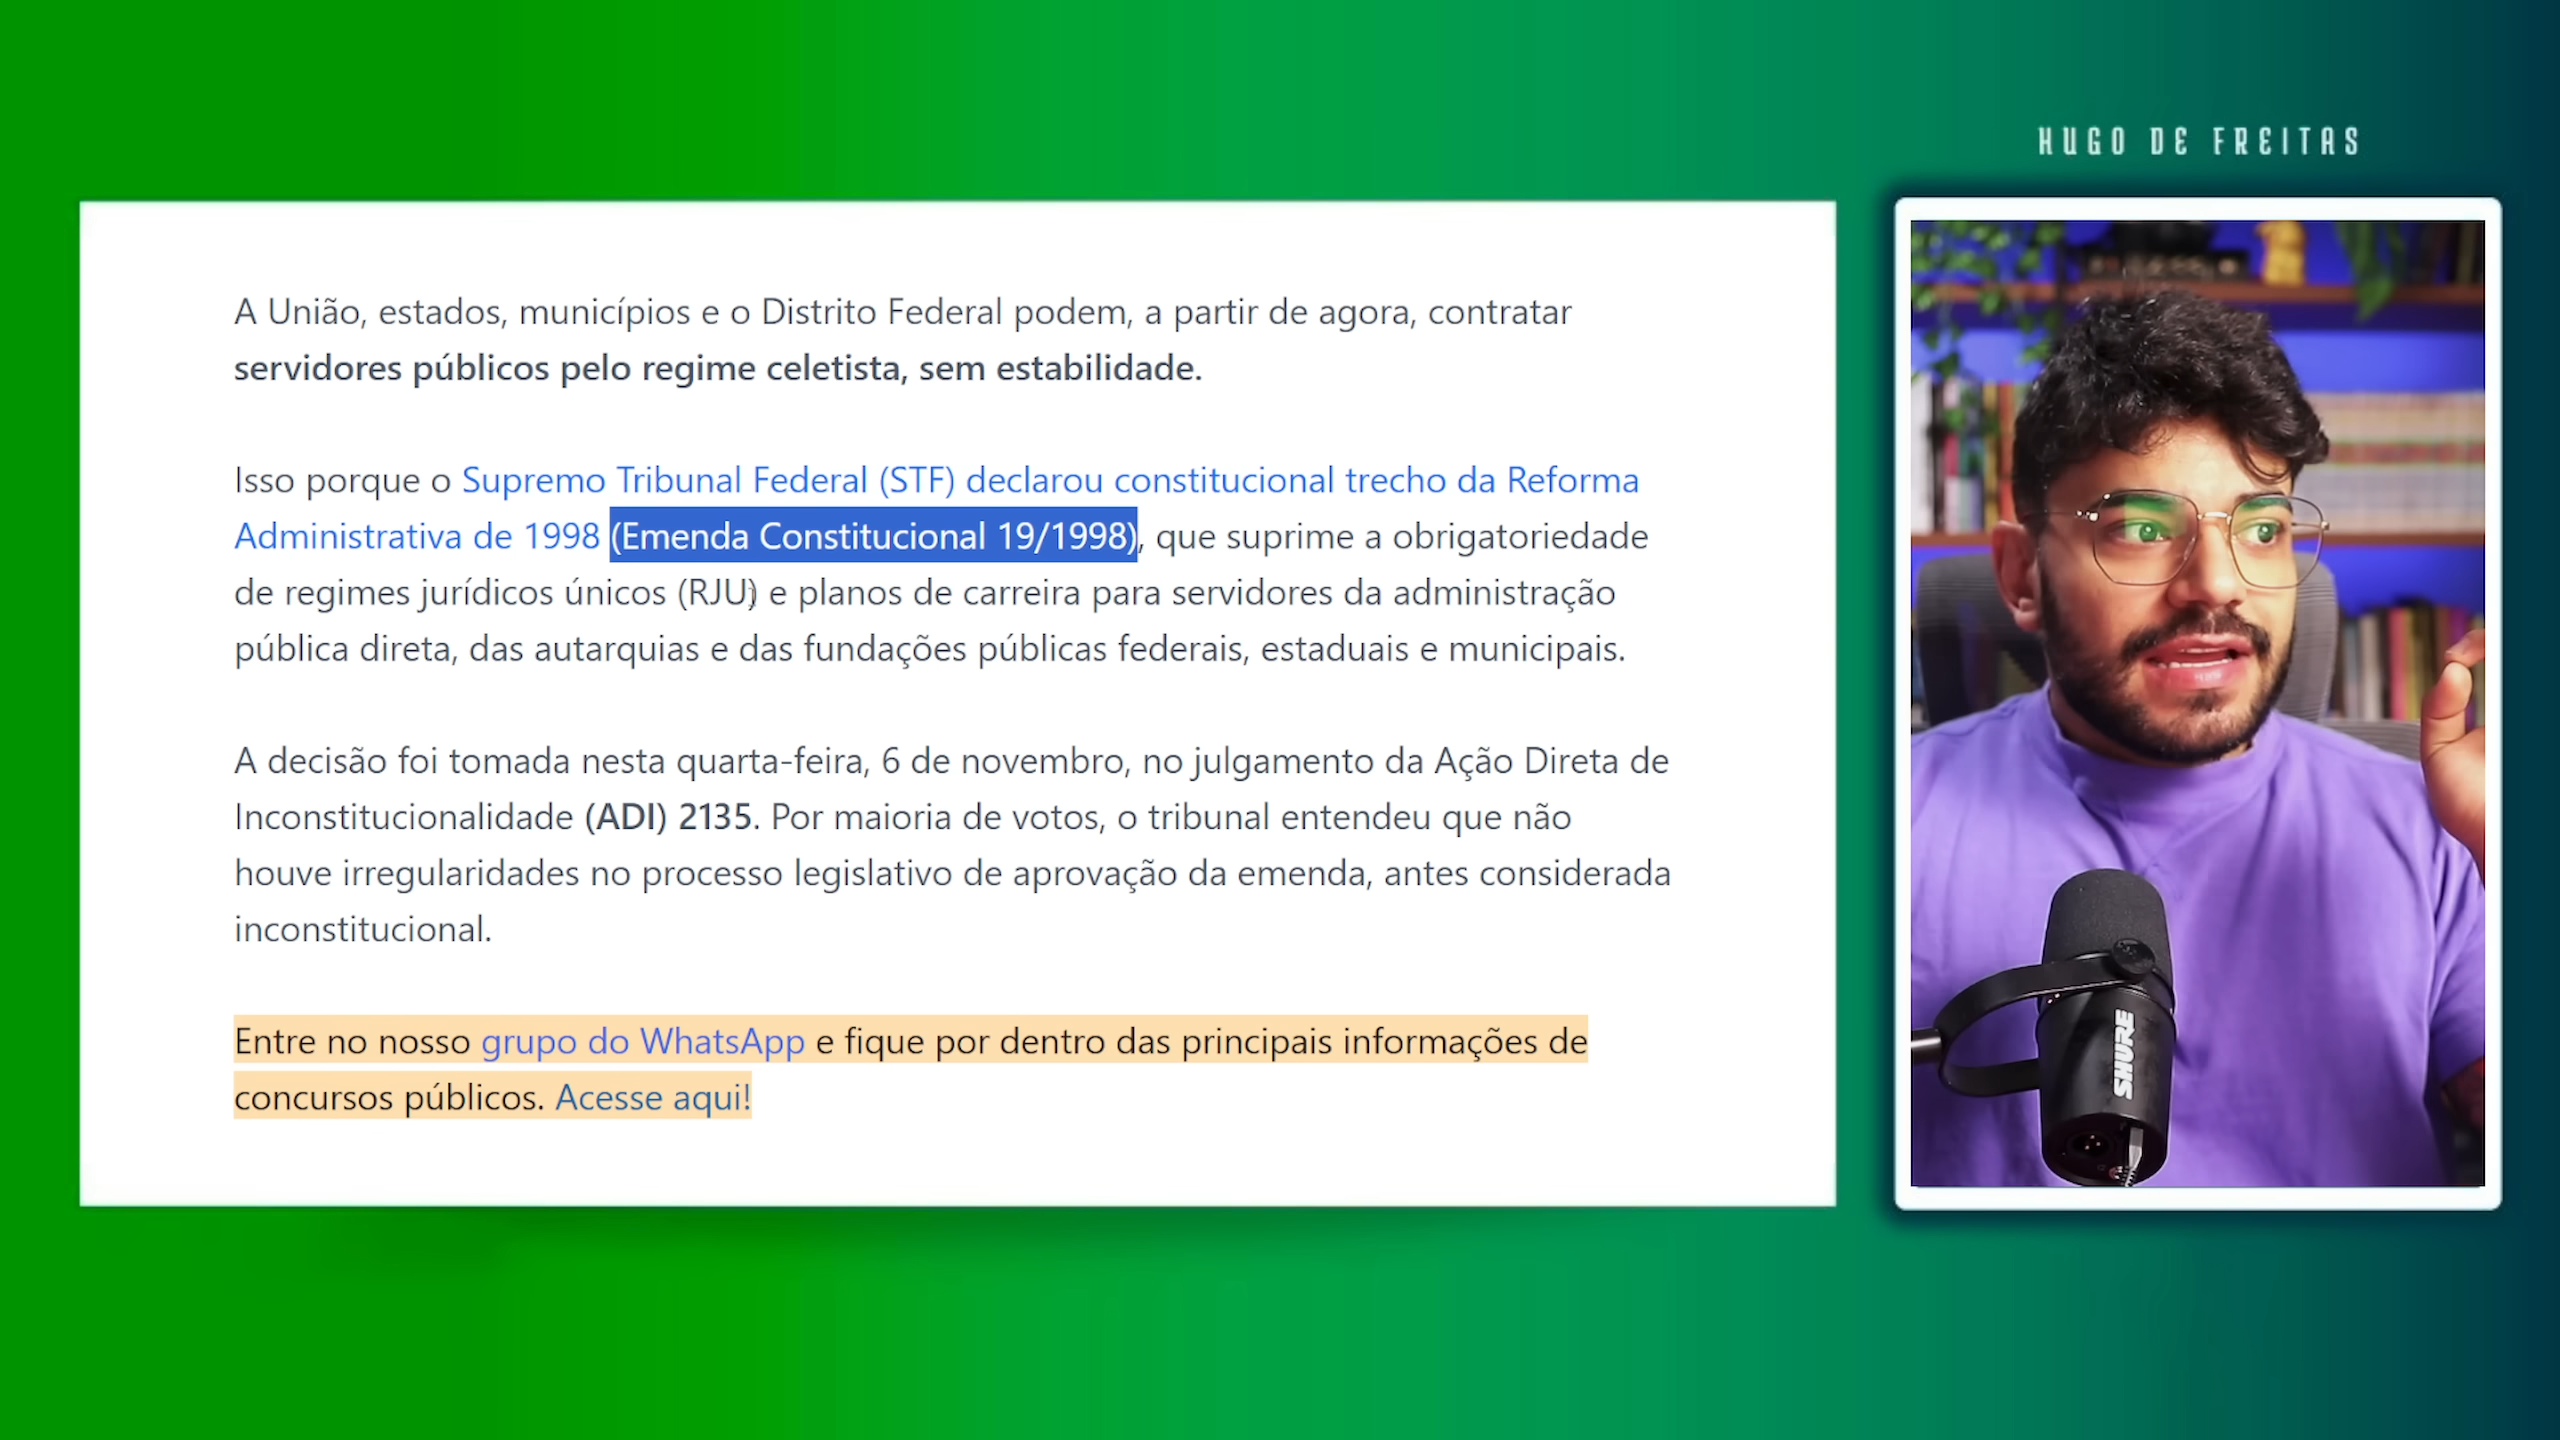 HUGO DE FREITAS
A União, estados, municípios e o Distrito Federal podem, a partir de agora, contratar
servidores públicos pelo regime celetista, sem estabilidade.
Isso porque o Supremo Tribunal Federal (STF) declarou constitucional trecho da Reforma
Administrativa de 1998 (Emenda Constitucional 19/1998), que suprime a obrigatoriedade
de regimes jurídicos únicos (RJU) e planos de carreira para servidores da administração
pública direta, das autarquias e das fundações públicas federais, estaduais e municipais.
A decisão foi tomada nesta quarta-feira, 6 de novembro, no julgamento da Ação Direta de
Inconstitucionalidade (ADI) 2135. Por maioria de votos, o tribunal entendeu que não
houve irregularidades no processo legislativo de aprovação da emenda, antes considerada
inconstitucional.
Entre no nosso grupo do WhatsApp e fique por dentro das principais informações de
concursos públicos. Acesse aqui!
SHURE